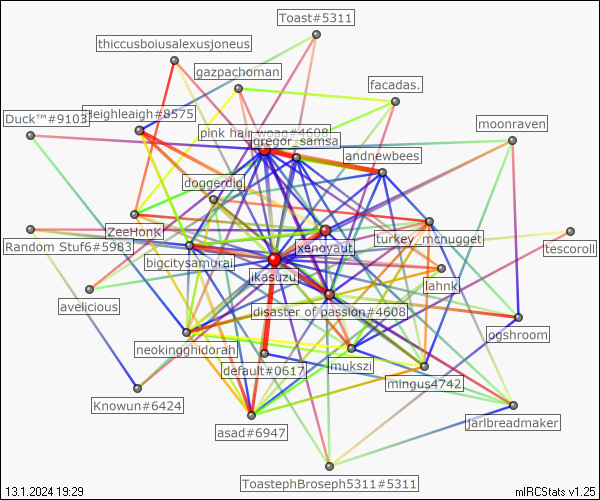 Toast#5311
thiccusboiusalexusjoneus
gazpachoman
facadas.
Duck™#9103
Heighleigh#8575
moonraven
pink hair woag#4608
gregor_samsa
andnewbees
doggerdig
ZeeHonK
turkey_mchugget
Random Stuf6#5983
xenoyaut
tescoroll
bigcitysamurai
ikasuzu
lahnk
avelicious
disaster of passion#4608
ogshroom
neokingghidorah
default#0617
mukszi
mingus4742
Knowun#6424
jarlbreadmaker
asad#6947
ToastephBroseph5311#5311
13.1.2024 19:29
mIRCStats v1.25